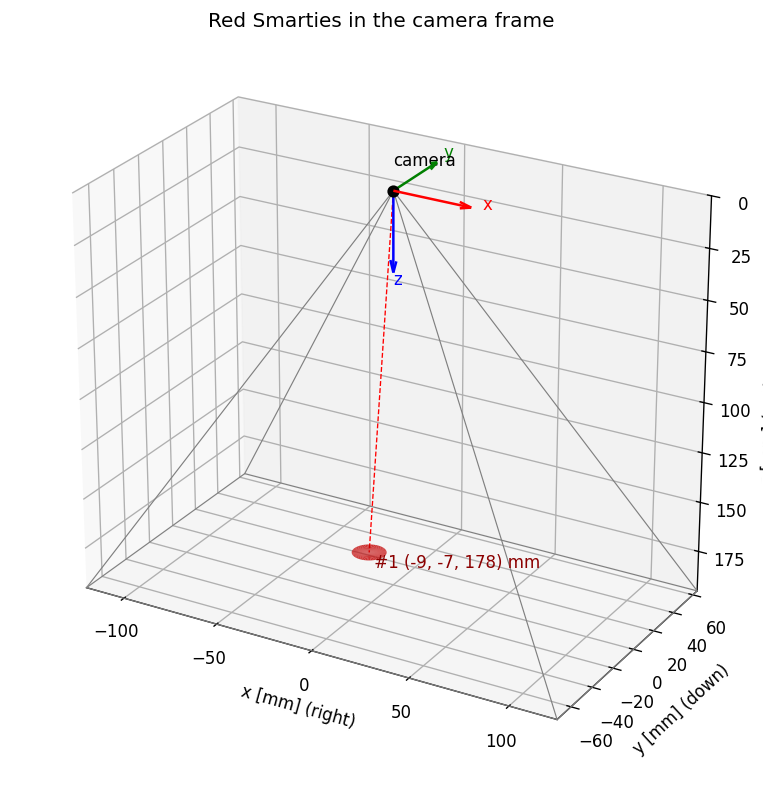 Red Smarties in the camera frame
camera
y
x
z
#1 (-9, -7, 178) mm
0
25
50
75
100
125
150
175
−100
−50
0
50
100
x [mm] (right)
60
40
20
0
−20
−40
−60
y [mm] (down)